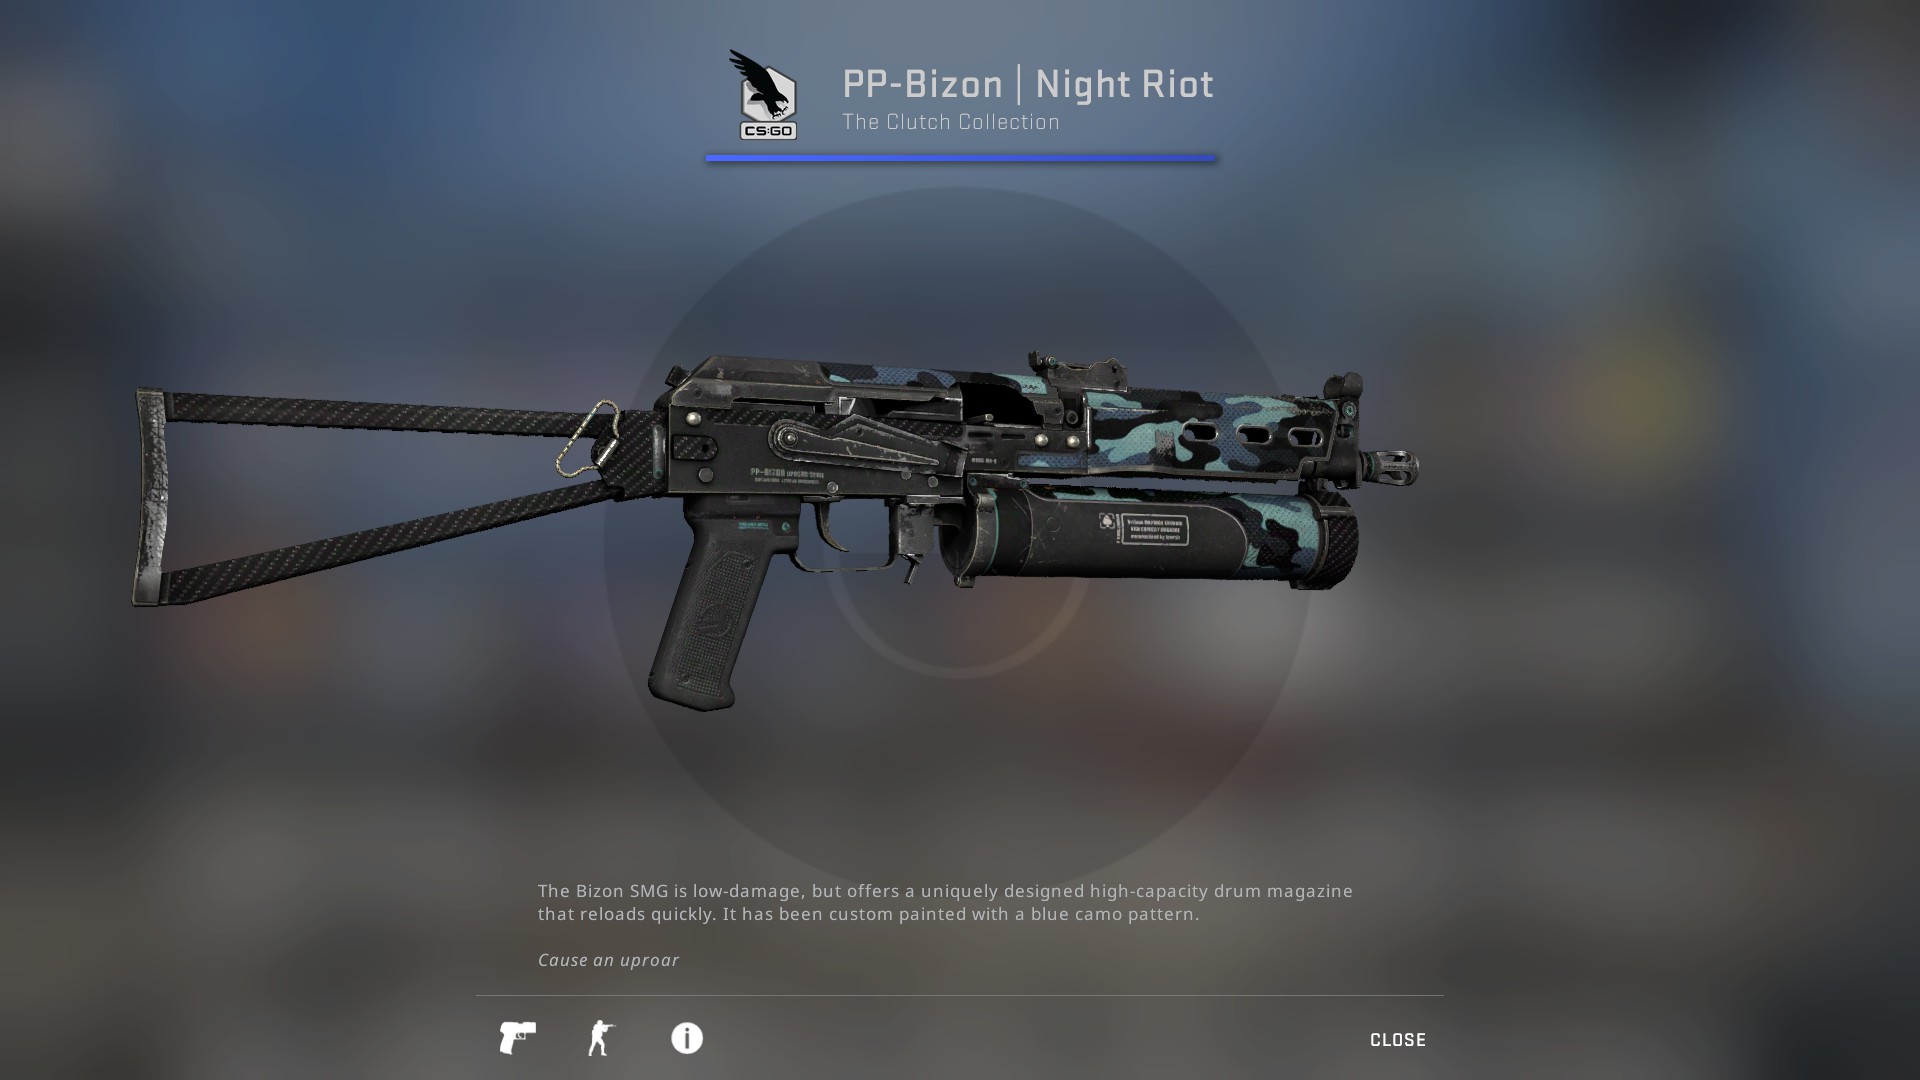 PP-Bizon | Night Riot
The Clutch Collection
CS:GO
PP-BIZON
The Bizon SMG is low-damage, but offers a uniquely designed high-capacity drum magazine
that reloads quickly. It has been custom painted with a blue camo pattern.
Cause an uproar
CLOSE